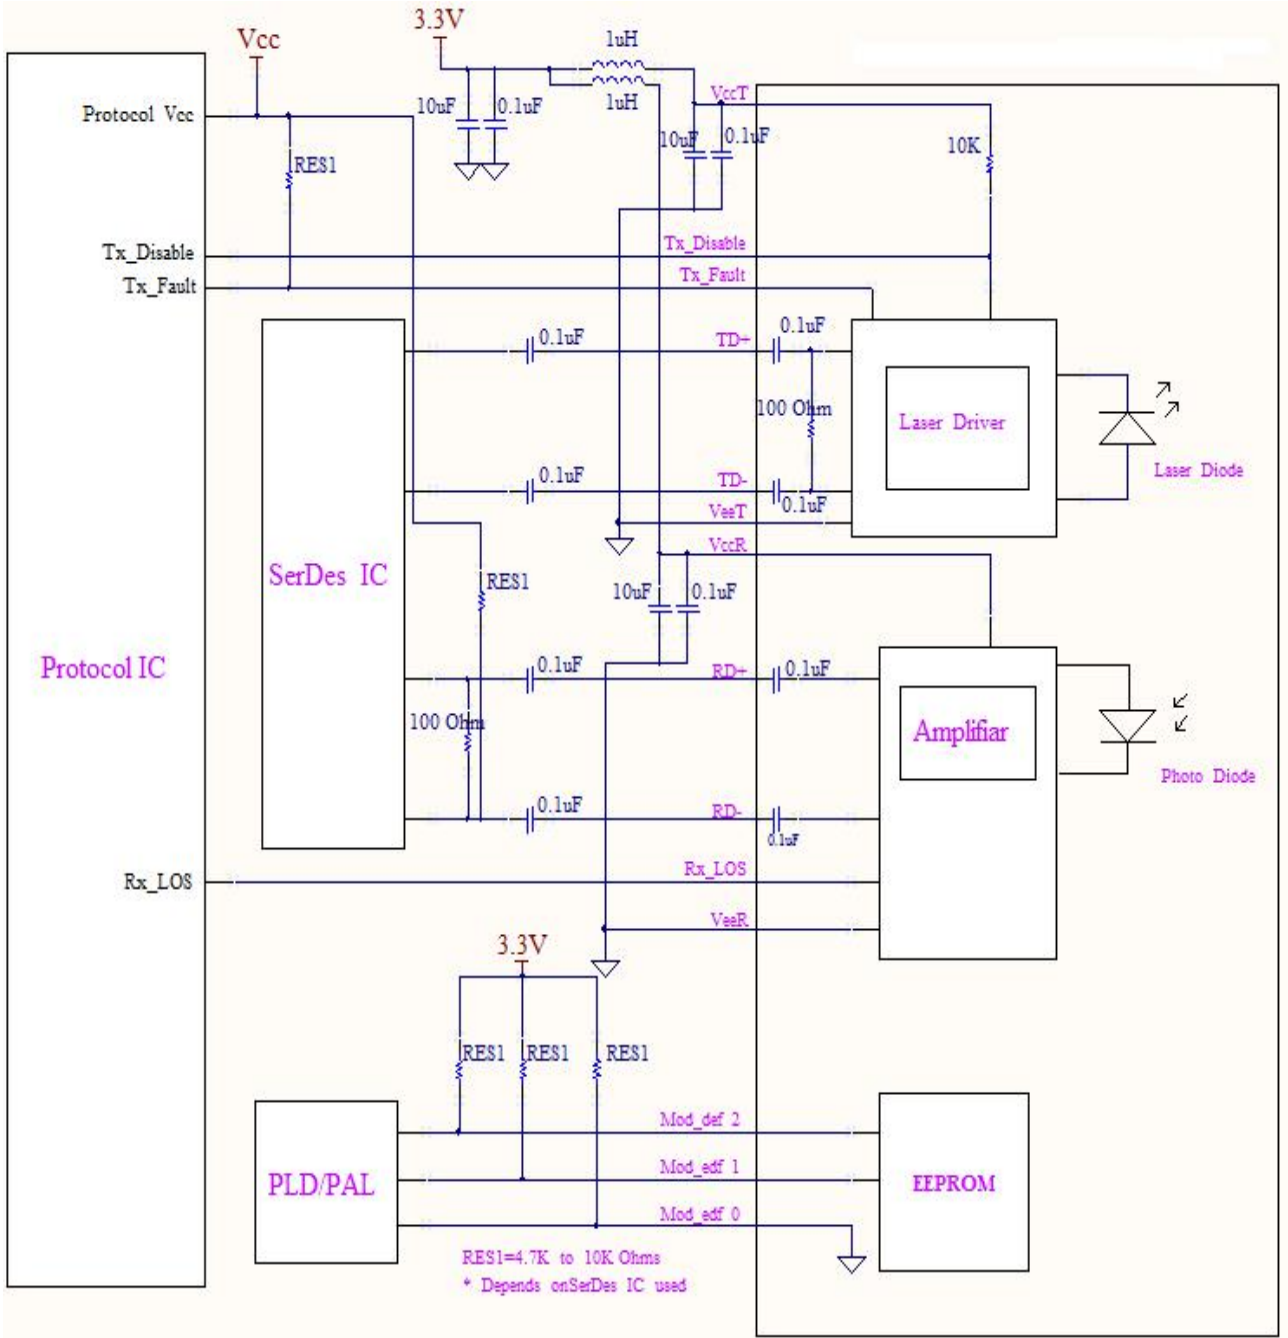 3.3V
Vcc
1uH
1uH
VccT
Protocol Vcc
10uF
0.1uF
10uF
0.1uF
10K
RES1
Tx_Disable
Tx_Disable
Tx_Fault
Tx_Fault
0.1uF
0.1uF
TD+
100 Ohm
Laser Driver
Laser Diode
0.1uF
TD-
0.1uF
VeeT
VccR
SerDes IC
RES1
10uF
0.1uF
Protocol IC
0.1uF
RD+
0.1uF
100 Ohm
Amplifiar
Photo Diode
0.1uF
RD-
0.1uF
Rx_LOS
Rx_LOS
VeeR
3.3V
RES1
RES1
RES1
Mod_def 2
Mod_edf 1
PLD/PAL
EEPROM
Mod_edf 0
RES1=4.7K to 10K Ohms
* Depends onSerDes IC used